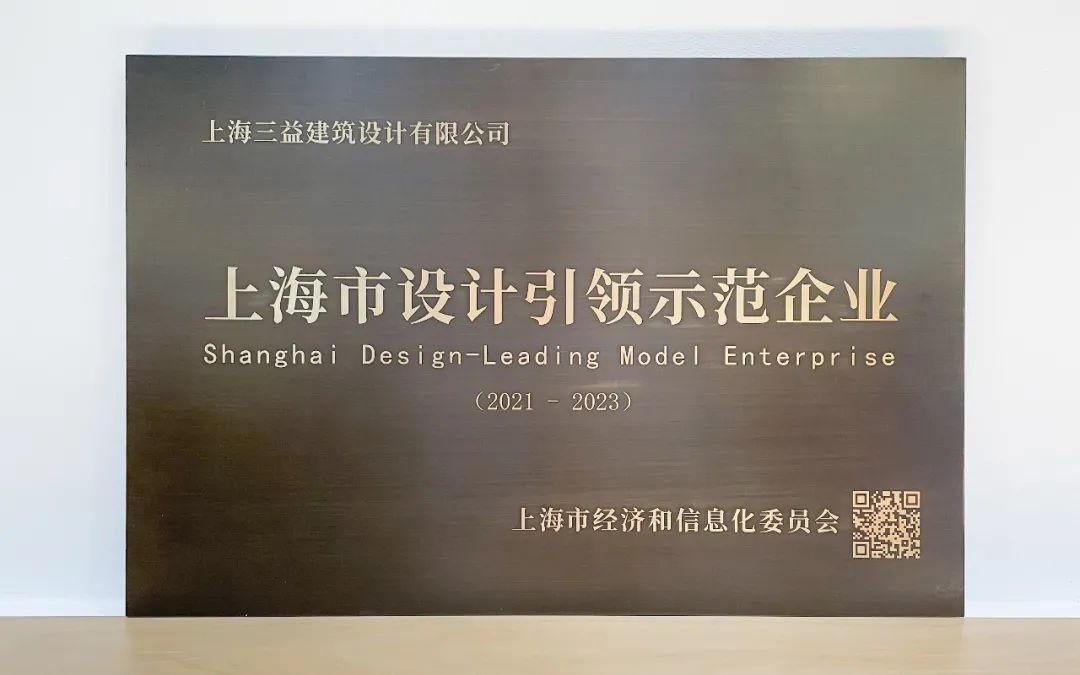 上海三益建筑设计有限公司
上海市设计引领示范企业
Shanghai Design-Leading Model Enterprise
（2021 - 2023）
上海市经济和信息化委员会